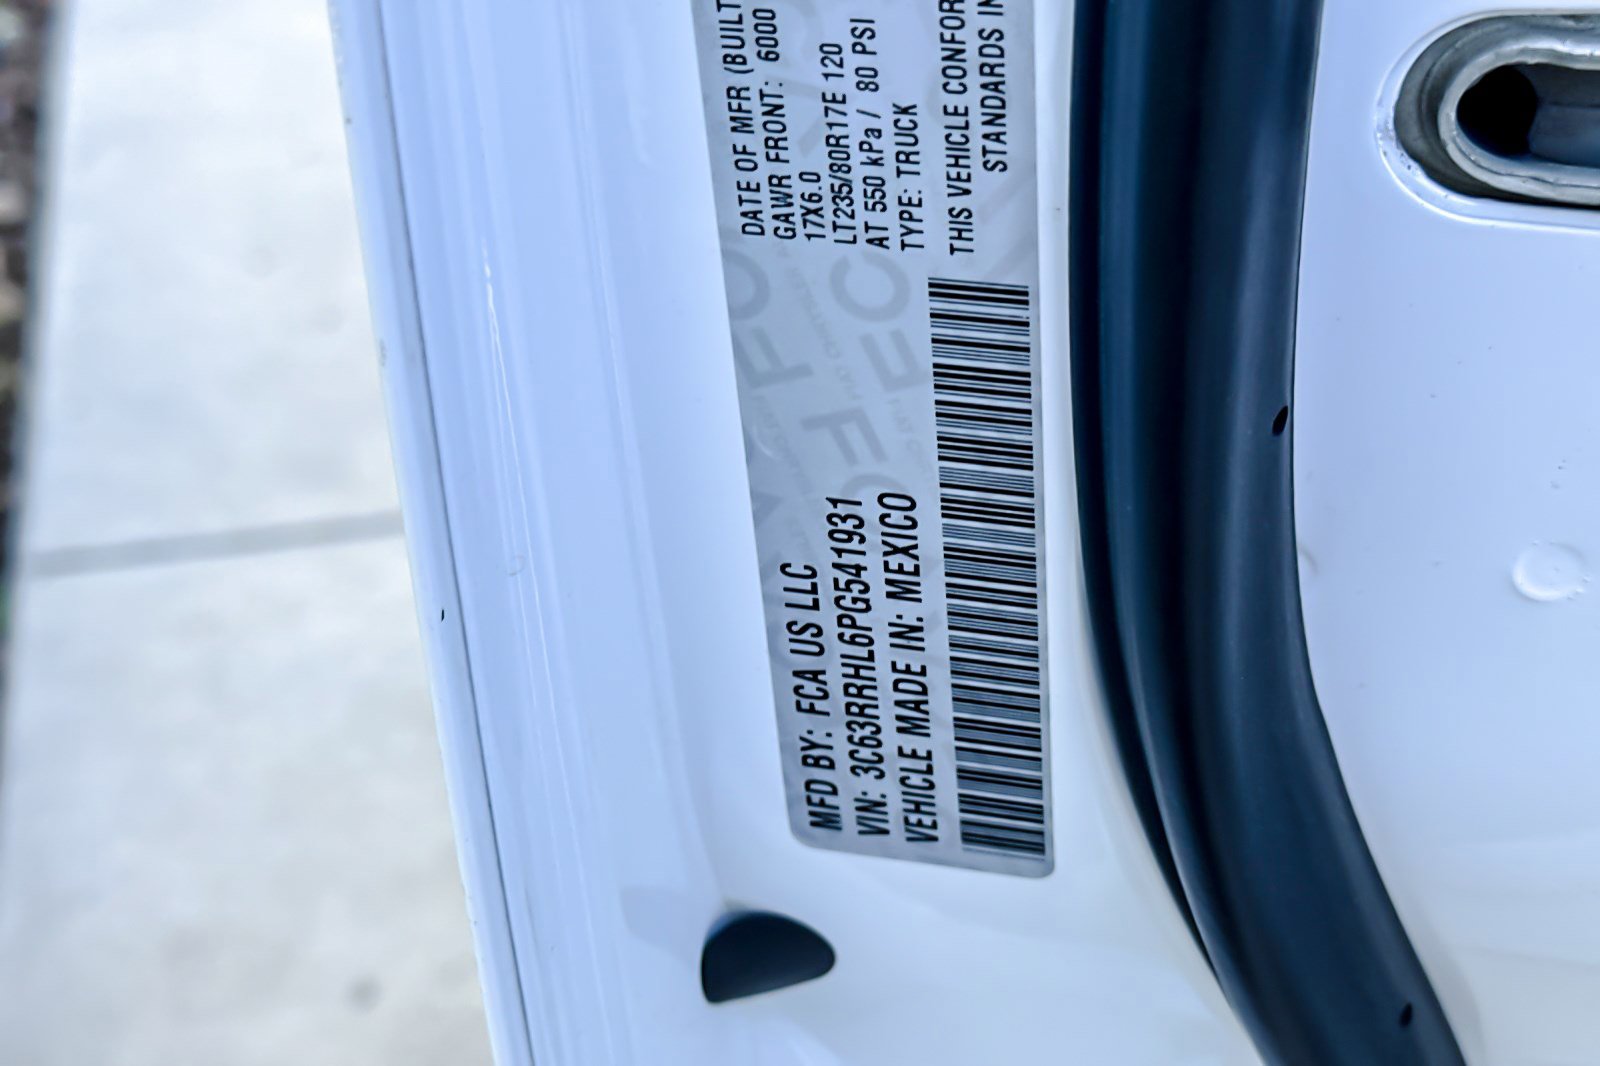 MFD BY: FCA US LLC
VIN: 3C63RRHL6PG541931
VEHICLE MADE IN: MEXICO
DATE OF MFR (BUILT
GAWR FRONT: 6000
17X6.0
LT235/80R17E 120
AT 550 kPa / 80 PSI
TYPE: TRUCK
THIS VEHICLE CONFOR
STANDARDS IN